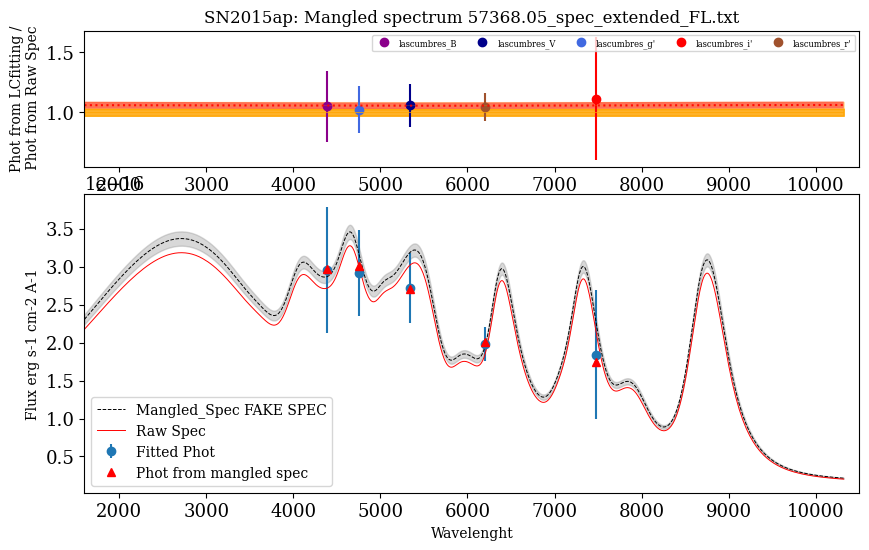 SN2015ap: Mangled spectrum 57368.05_spec_extended_FL.txt
Phot from LCfitting /
Phot from Raw Spec
1.5
1.0
lascumbres_B
lascumbres_V
lascumbres_g'
lascumbres_i'
lascumbres_r'
2000 3000 4000 5000 6000 7000 8000 9000 10000
1e−16
Flux erg s-1 cm-2 A-1
3.5
3.0
2.5
2.0
1.5
1.0
0.5
Mangled_Spec FAKE SPEC
Raw Spec
Fitted Phot
Phot from mangled spec
2000 3000 4000 5000 6000 7000 8000 9000 10000
Wavelenght